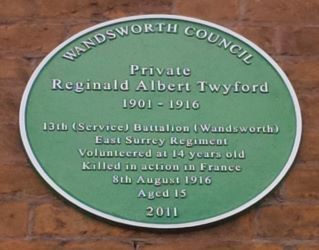 WANDSWORTH COUNCIL
Private
Reginald Albert Twyford
1901 - 1916
13th (Service) Battalion (Wandsworth)
East Surrey Regiment
Volunteered at 14 years old
Killed in action in France
8th August 1916
Aged 15
2011